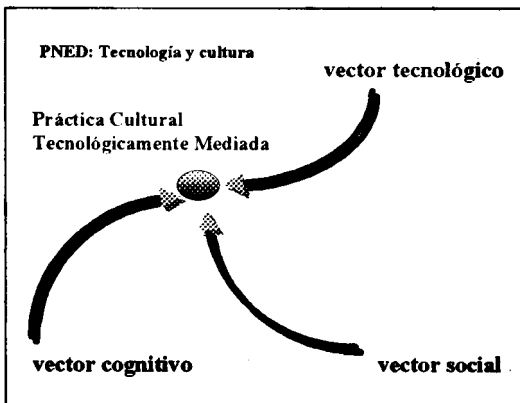 PNED: Tecnología y cultura
vector tecnológico
Práctica Cultural
Tecnológicamente Mediada
vector cognitivo
vector social